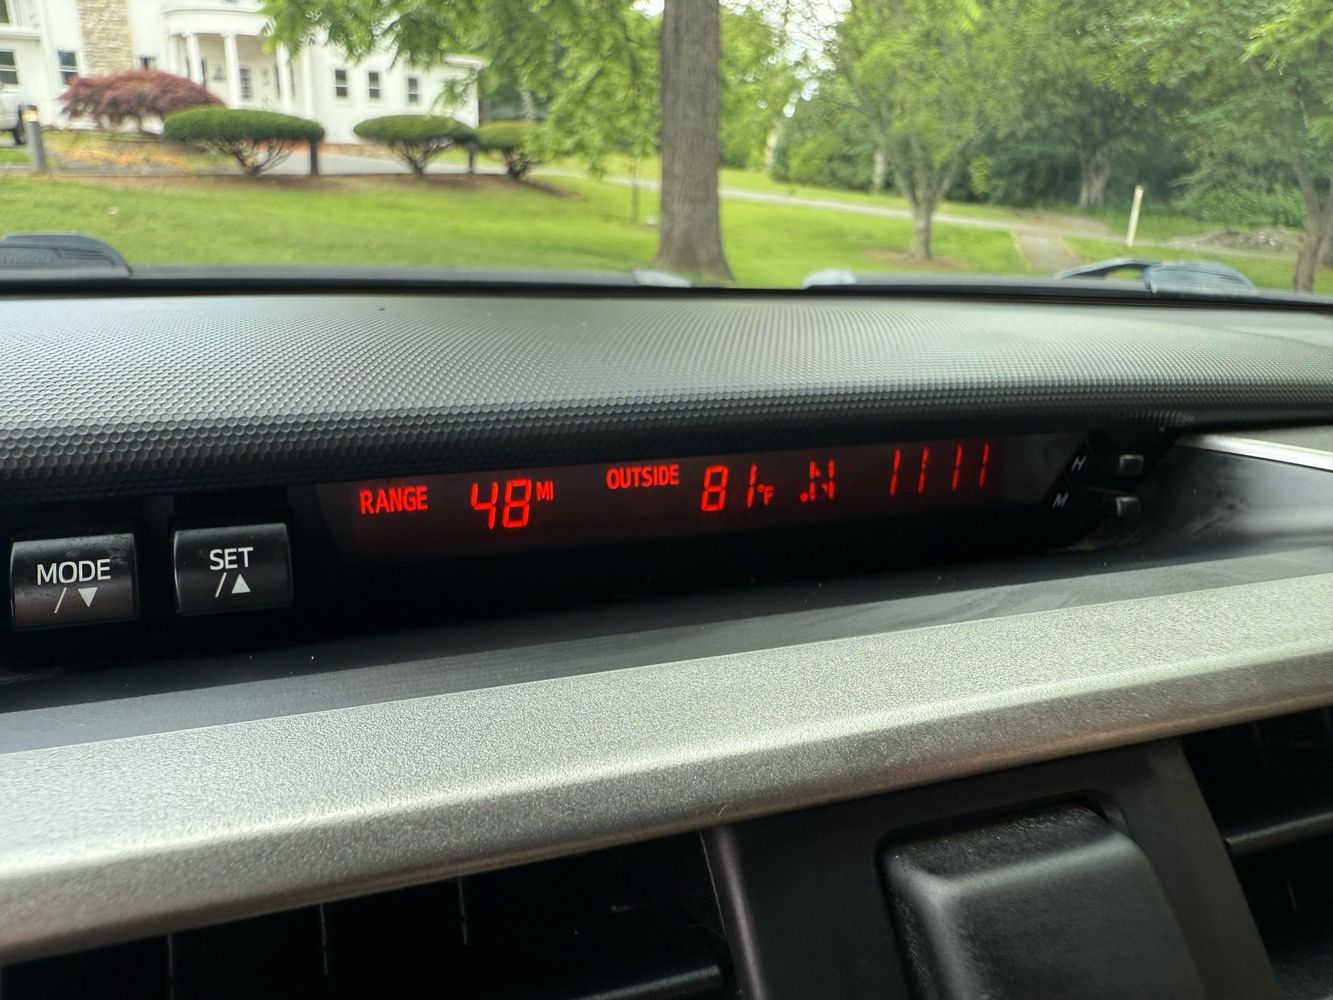 RANGE 48 MI OUTSIDE 81°F .N 1111
MODE
/▼
SET
/▲
H
M